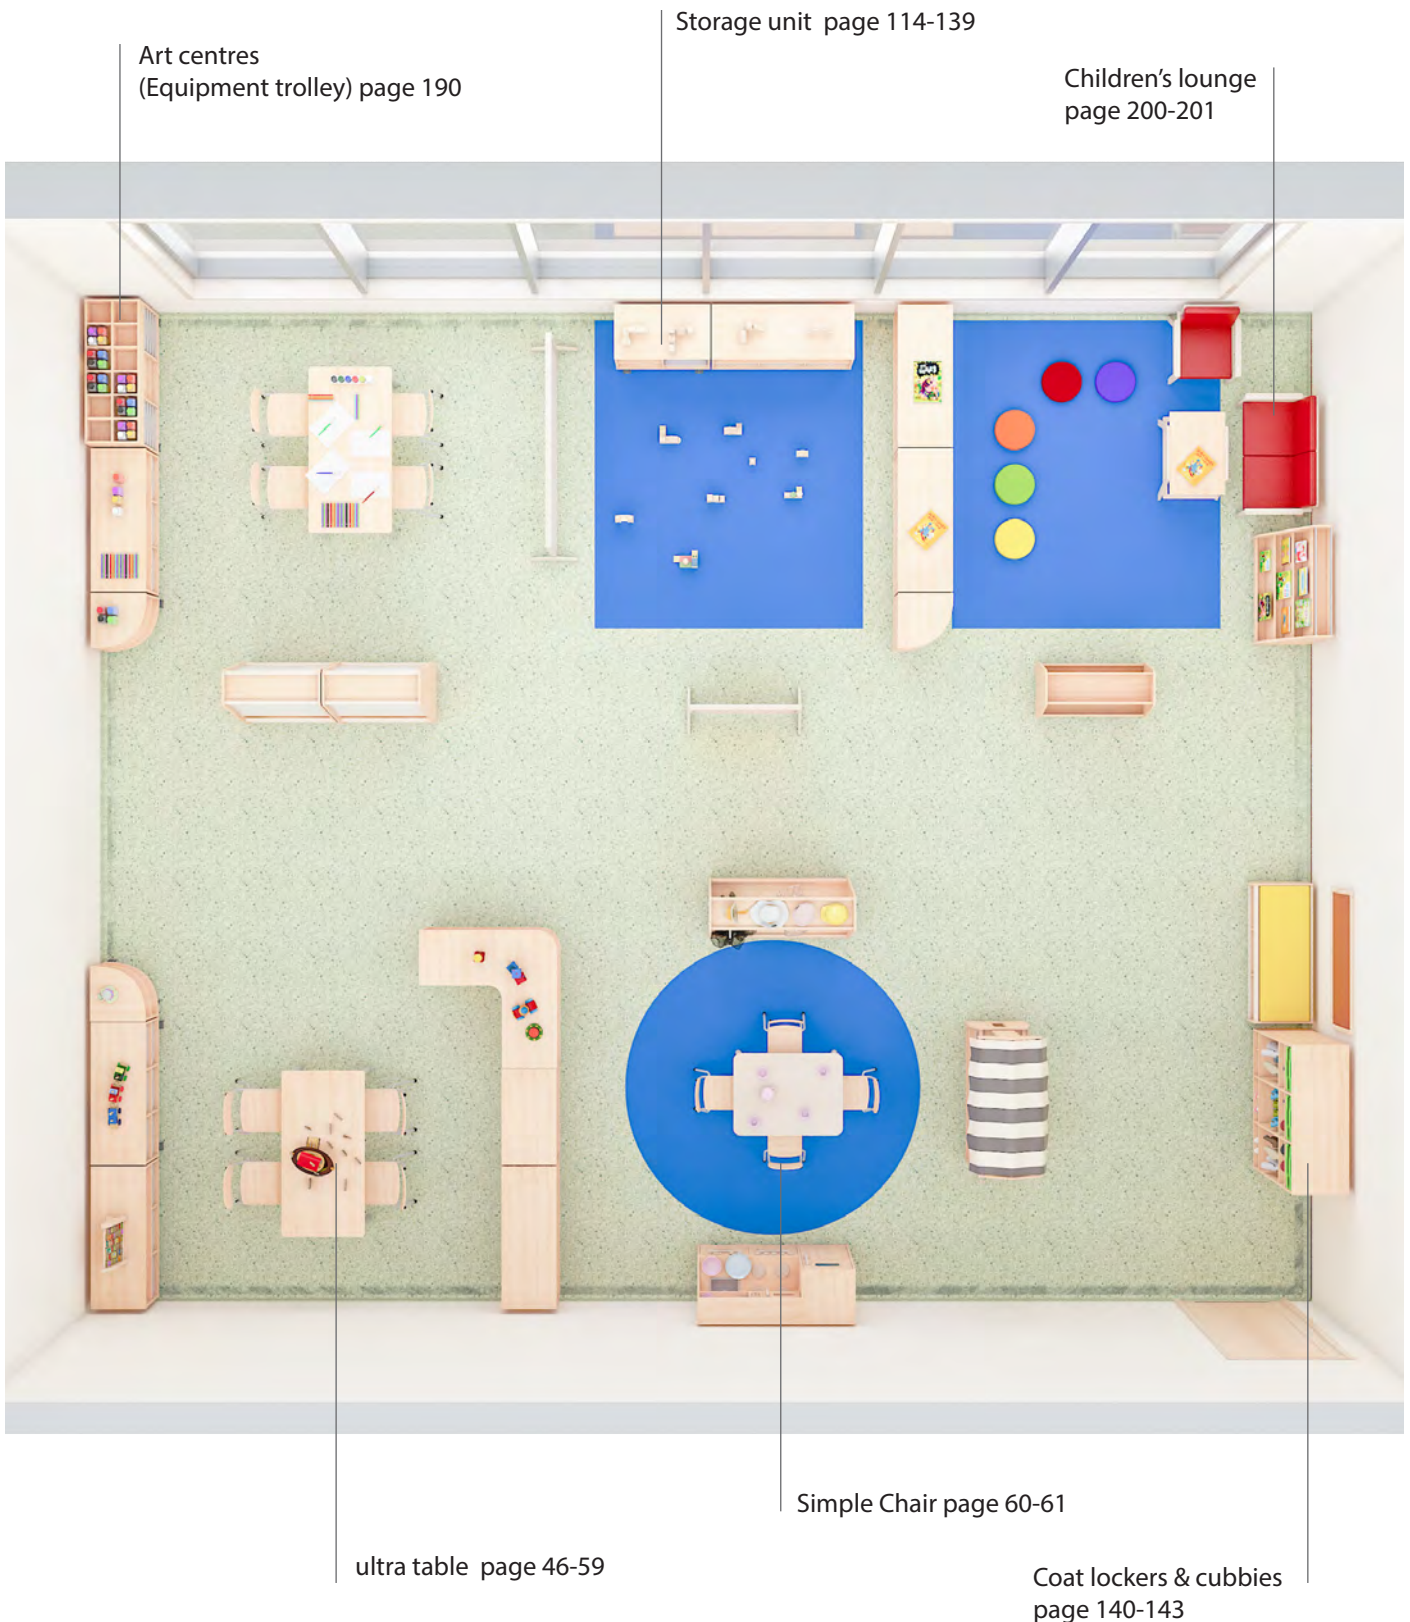 Storage unit  page 114-139
Art centres
(Equipment trolley) page 190
Children's lounge
page 200-201
Simple Chair page 60-61
ultra table  page 46-59
Coat lockers & cubbies
page 140-143